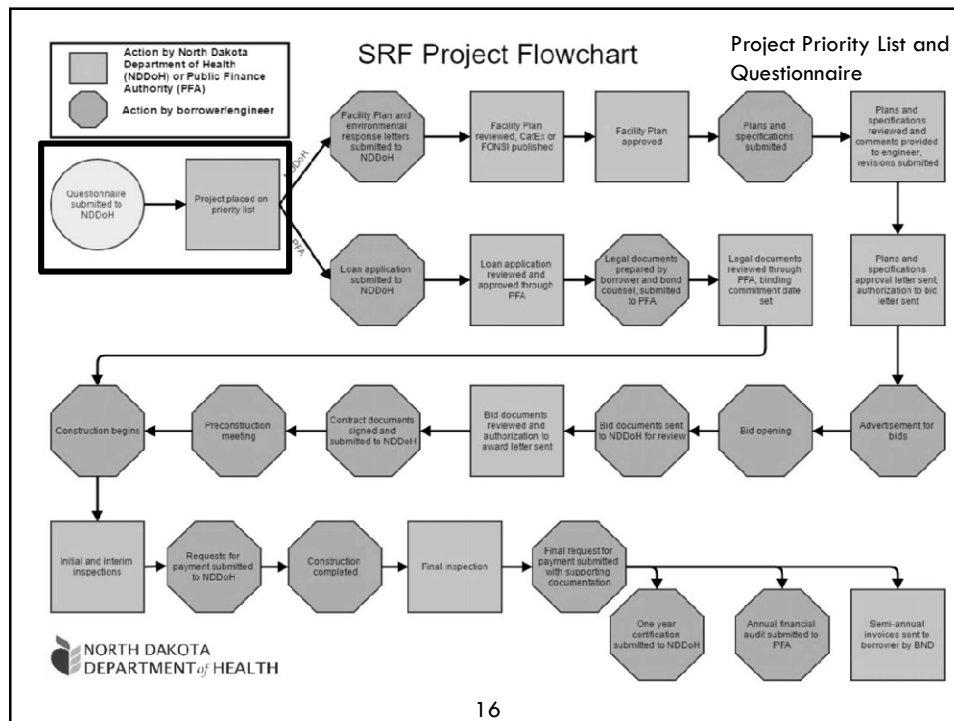 Action by North Dakota
Department of Health
(NDDoH) or Public Finance
Authority (PFA)
Action by borrower/engineer
SRF Project Flowchart
Project Priority List and
Questionnaire
Questionnaire
submitted to
NDDoH
Project placed on
priority list
NDDoH
PFA
Facility Plan and
environmental
response letters
submitted to
NDDoH
Facility Plan
reviewed, CatEx or
FONSI published
Facility Plan
approved
Plans and
specifications
submitted
Plans and
specifications
reviewed and
comments provided
to engineer,
revisions submitted
Loan application
submitted to
NDDoH
Loan application
reviewed and
approved through
PFA
Legal documents
prepared by
borrower and bond
counsel, submitted
to PFA
Legal documents
reviewed through
PFA, binding
commitment date
set
Plans and
specifications
approval letter sent,
authorization to bid
letter sent
Construction begins
Preconstruction
meeting
Contract documents
signed and
submitted to NDDoH
Bid documents
reviewed and
authorization to
award letter sent
Bid documents sent
to NDDoH for review
Bid opening
Advertisement for
bids
Initial and interim
inspections
Requests for
payment submitted
to NDDoH
Construction
completed
Final inspection
Final request for
payment submitted
with supporting
documentation
One year
certification
submitted to NDDoH
Annual financial
audit submitted to
PFA
Semi-annual
invoices sent to
borrower by BND
NORTH DAKOTA
DEPARTMENT of HEALTH
16